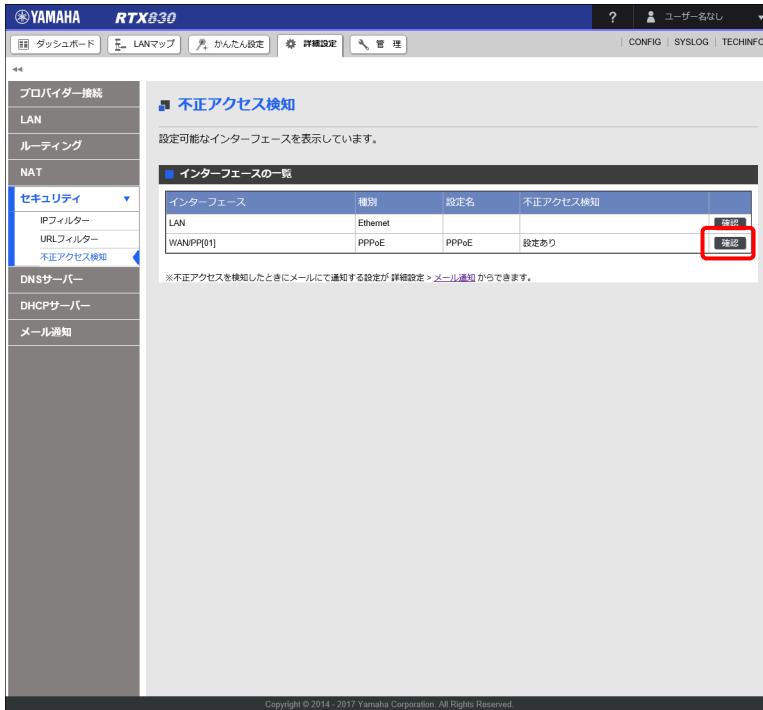 YAMAHA RTX830 ? ユーザー名なし
ダッシュボード LANマップ かんたん設定 詳細設定 管 理 CONFIG SYSLOG TECHINFO
プロバイダー接続
LAN
ルーティング
NAT
セキュリティ
IPフィルター
URLフィルター
不正アクセス検知
DNSサーバー
DHCPサーバー
メール通知
不正アクセス検知
設定可能なインターフェースを表示しています。
インターフェースの一覧
インターフェース 種別 設定名 不正アクセス検知
LAN Ethernet 確認
WAN/PP[01] PPPoE PPPoE 設定あり 確認
※不正アクセスを検知したときにメールにて通知する設定が 詳細設定 > メール通知 からできます。
Copyright © 2014 - 2017 Yamaha Corporation. All Rights Reserved.